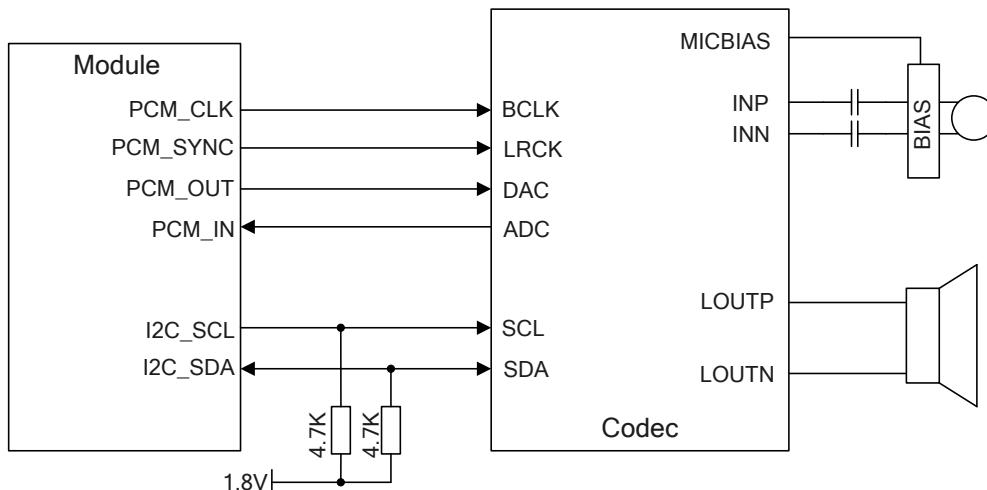 Module
PCM_CLK
PCM_SYNC
PCM_OUT
PCM_IN
I2C_SCL
I2C_SDA
4.7K
4.7K
1.8V
BCLK
LRCK
DAC
ADC
SCL
SDA
Codec
MICBIAS
INP
INN
LOUTP
LOUTN
BIAS